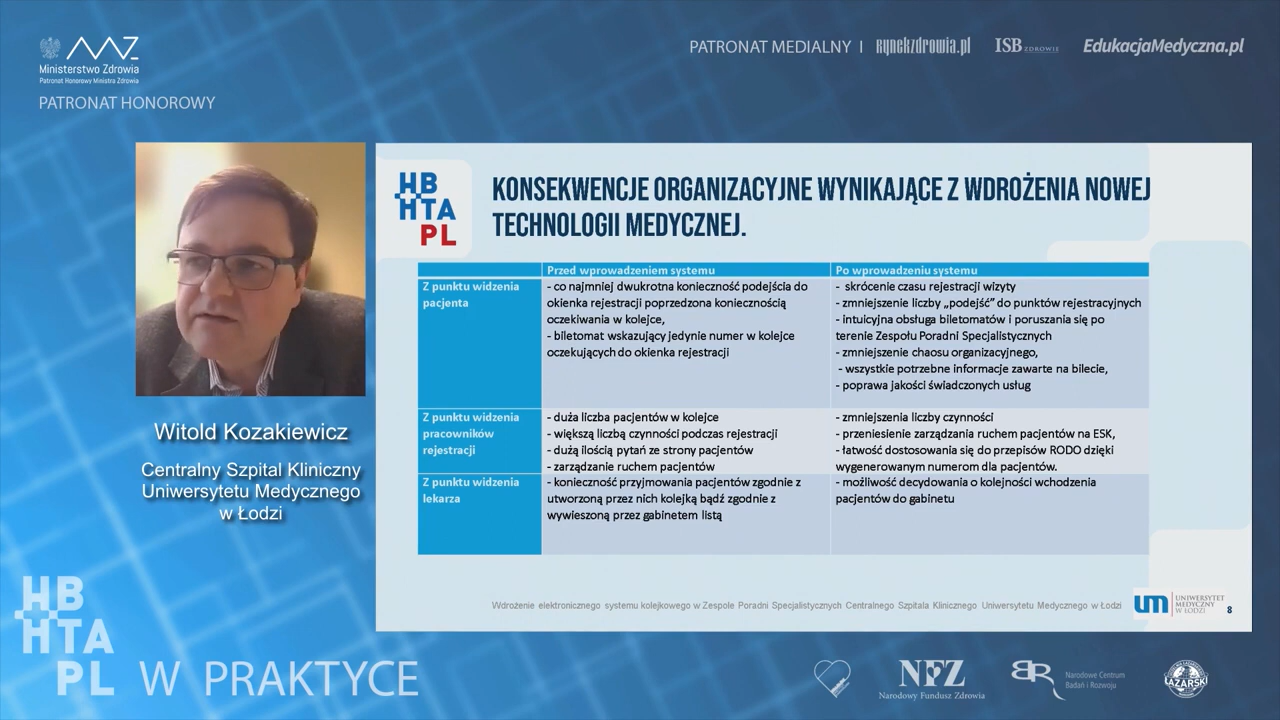 Ministerstwo Zdrowia
Patronat Honorowy Ministra Zdrowia
PATRONAT HONOROWY
PATRONAT MEDIALNY I rynekzdrowia.pl ISB ZDROWIE EdukacjaMedyczna.pl
HB
HTA
PL
KONSEKWENCJE ORGANIZACYJNE WYNIKAJĄCE Z WDROŻENIA NOWEJ
TECHNOLOGII MEDYCZNEJ.
Przed wprowadzeniem systemu
Po wprowadzeniu systemu
Z punktu widzenia
pacjenta
- co najmniej dwukrotna konieczność podejścia do
okienka rejestracji poprzedzona koniecznością
oczekiwania w kolejce,
- biletomat wskazujący jedynie numer w kolejce
oczekujących do okienka rejestracji
- skrócenie czasu rejestracji wizyty
- zmniejszenie liczby „podejść” do punktów rejestracyjnych
- intuicyjna obsługa biletomatów i poruszania się po
terenie Zespołu Poradni Specjalistycznych
- zmniejszenie chaosu organizacyjnego,
- wszystkie potrzebne informacje zawarte na bilecie,
- poprawa jakości świadczonych usług
Z punktu widzenia
pracowników
rejestracji
- duża liczba pacjentów w kolejce
- większą liczbą czynności podczas rejestracji
- dużą ilością pytań ze strony pacjentów
- zarządzanie ruchem pacjentów
- zmniejszenia liczby czynności
- przeniesienie zarządzania ruchem pacjentów na ESK,
- łatwość dostosowania się do przepisów RODO dzięki
wygenerowanym numerom dla pacjentów.
Z punktu widzenia
lekarza
- konieczność przyjmowania pacjentów zgodnie z
utworzoną przez nich kolejką bądź zgodnie z
wywieszoną przez gabinetem listą
- możliwość decydowania o kolejności wchodzenia
pacjentów do gabinetu
Wdrożenie elektronicznego systemu kolejkowego w Zespole Poradni Specjalistycznych Centralnego Szpitala Klinicznego Uniwersytetu Medycznego w Łodzi
um UNIWERSYTET
MEDYCZNY
W ŁODZI
8
Witold Kozakiewicz
Centralny Szpital Kliniczny
Uniwersytetu Medycznego
w Łodzi
HB
HTA
PL W PRAKTYCE
NFZ
Narodowy Fundusz Zdrowia
Narodowe Centrum
Badań i Rozwoju
ŁAZARSKI